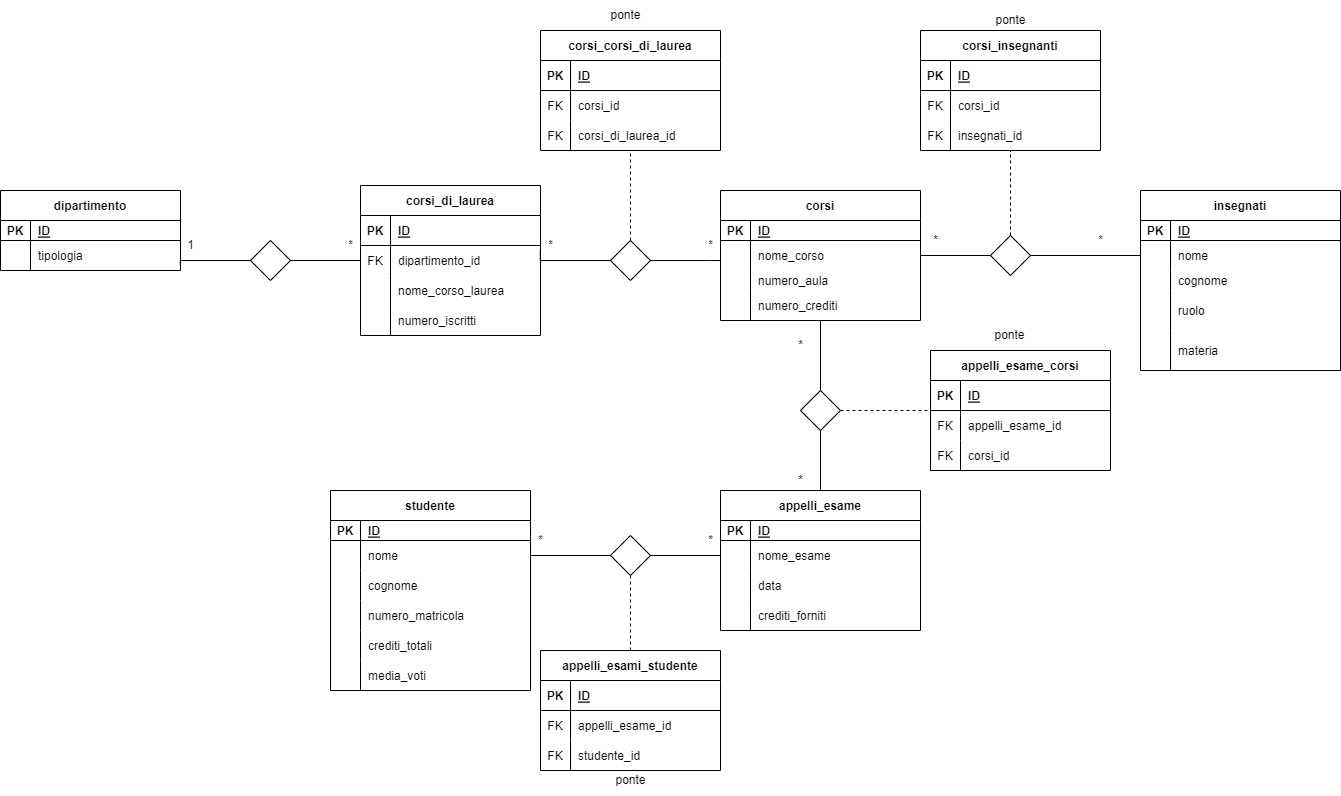 ponte
corsi_corsi_di_laurea
PK ID
FK corsi_id
FK corsi_di_laurea_id
ponte
corsi_insegnanti
PK ID
FK corsi_id
FK insegnati_id
dipartimento
PK ID
tipologia
1
*
corsi_di_laurea
PK ID
FK dipartimento_id
nome_corso_laurea
numero_iscritti
*
*
corsi
PK ID
nome_corso
numero_aula
numero_crediti
*
*
insegnati
PK ID
nome
cognome
ruolo
materia
*
*
ponte
appelli_esame_corsi
PK ID
FK appelli_esame_id
FK corsi_id
studente
PK ID
nome
cognome
numero_matricola
crediti_totali
media_voti
*
*
appelli_esame
PK ID
nome_esame
data
crediti_forniti
appelli_esami_studente
PK ID
FK appelli_esame_id
FK studente_id
ponte